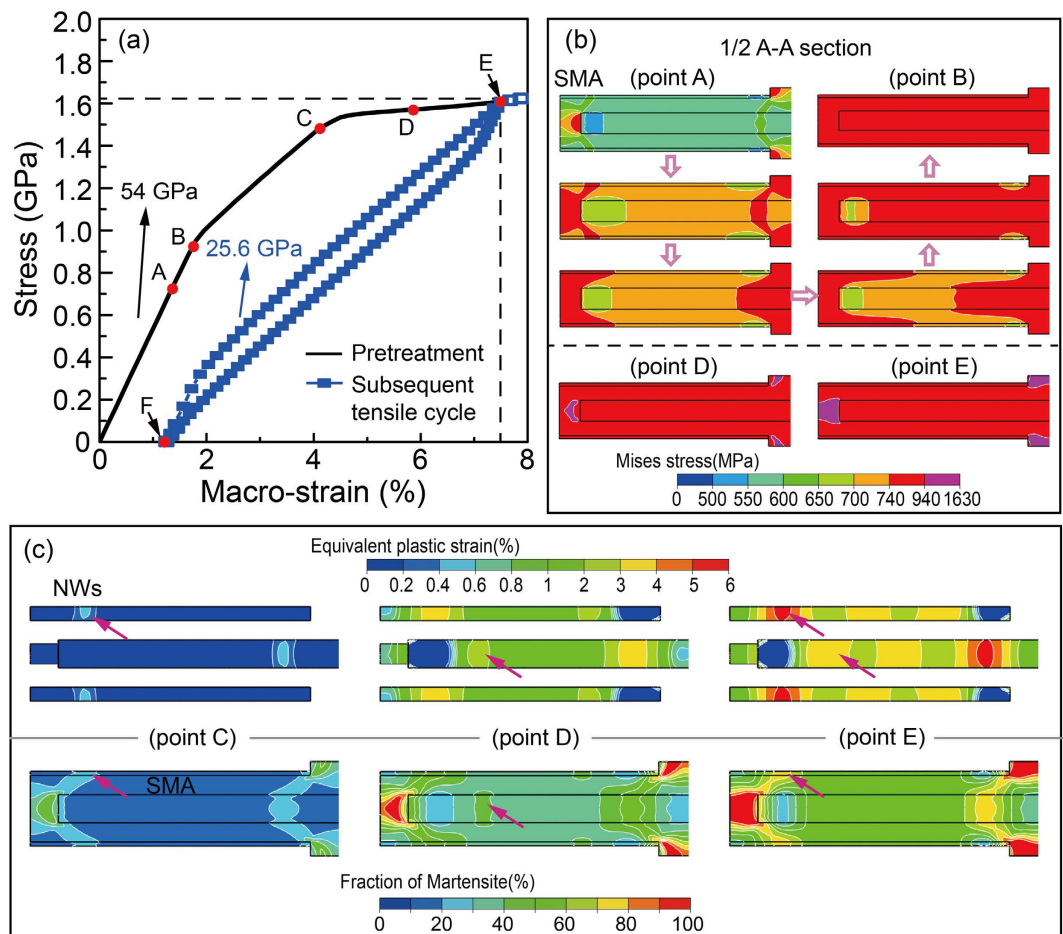 (a)
2.0
1.8
1.6
1.4
1.2
1.0
0.8
0.6
0.4
0.2
0
Stress (GPa)
E
C
D
54 GPa
B
25.6 GPa
A
F
Pretreatment
Subsequent
tensile cycle
0 2 4 6 8
Macro-strain (%)
(b)
1/2 A-A section
SMA (point A) (point B)
(point D) (point E)
Mises stress(MPa)
0 500 550 600 650 700 740 940 1630
(c)
Equivalent plastic strain(%)
0 0.2 0.4 0.6 0.8 1 2 3 4 5 6
NWs
(point C) (point D) (point E)
SMA
Fraction of Martensite(%)
0 20 40 60 80 100